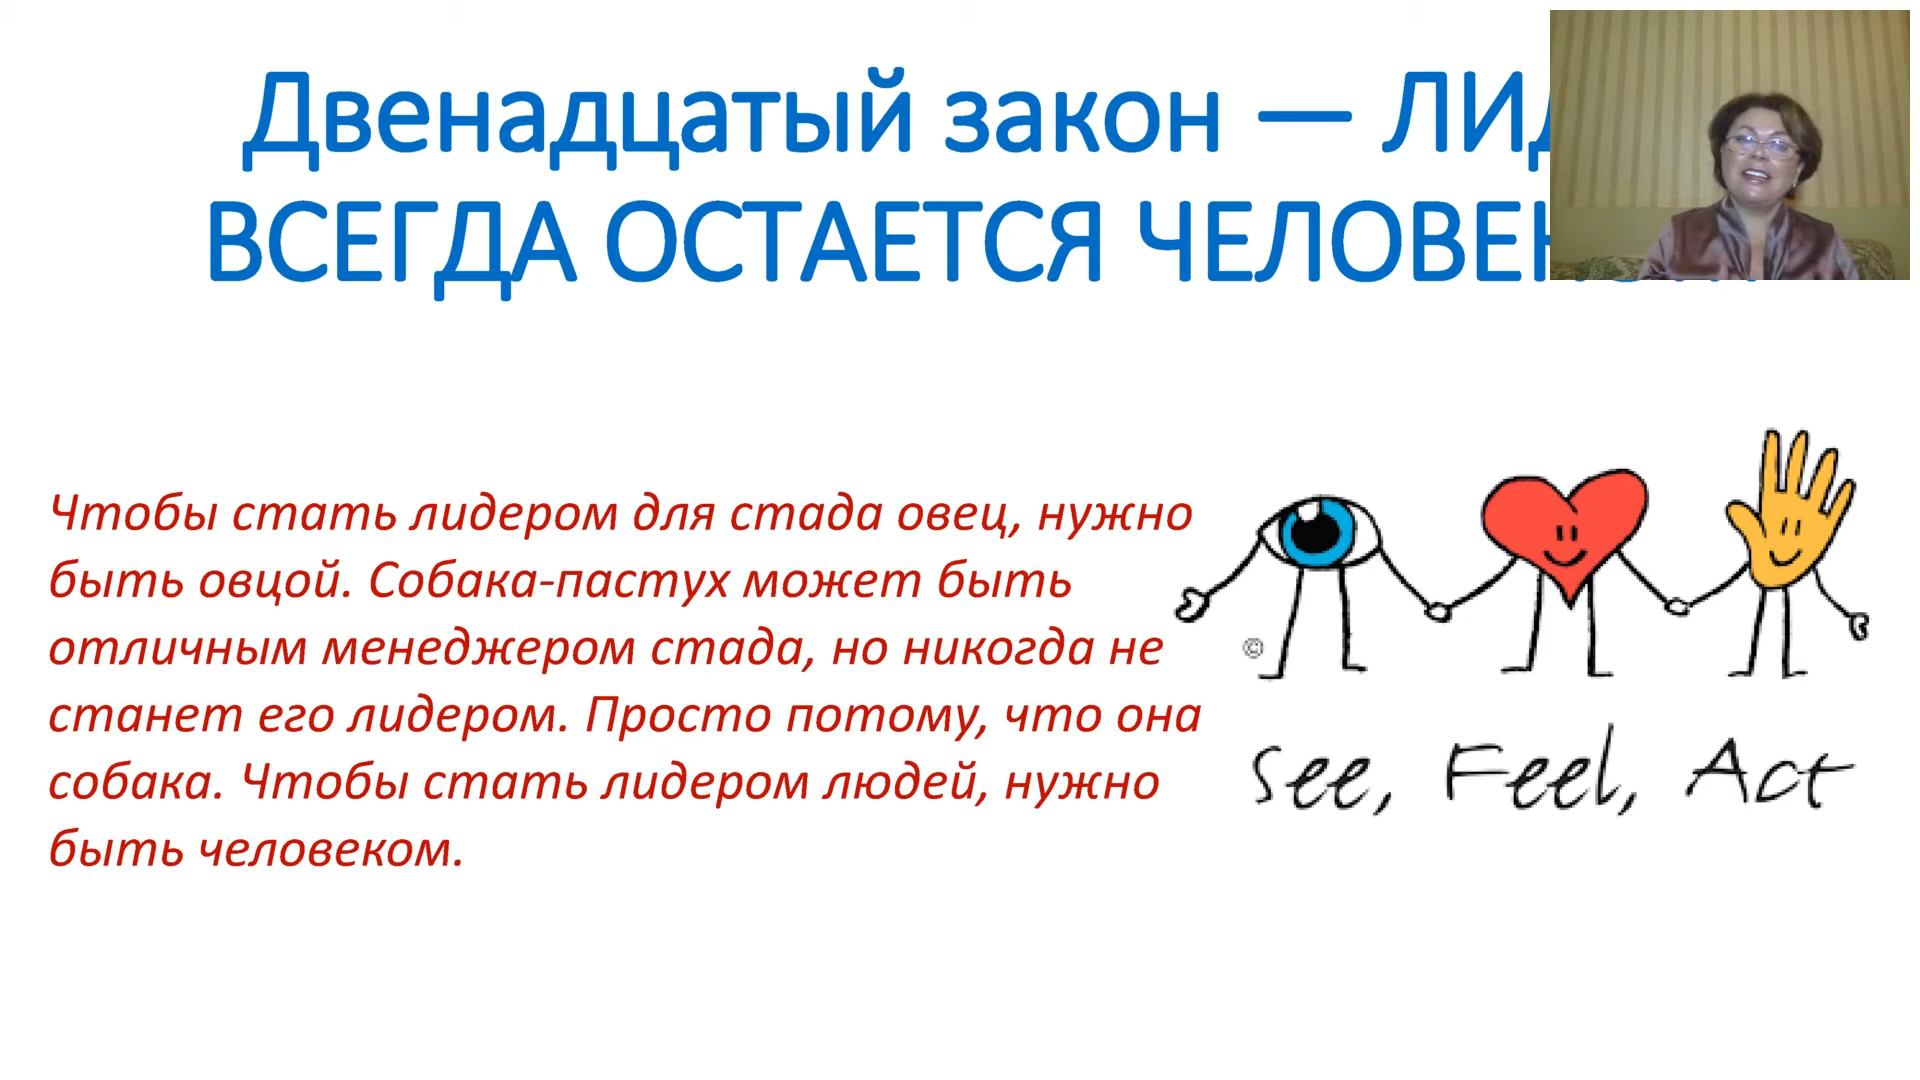 Двенадцатый закон —
ВСЕГДА ОСТАЕТСЯ
Чтобы стать лидером для стада овец, нужно
быть овцой. Собака-пастух может быть
отличным менеджером стада, но никогда не
станет его лидером. Просто потому, что она
собака. Чтобы стать лидером людей, нужно
быть человеком.
©
See, Feel, Act